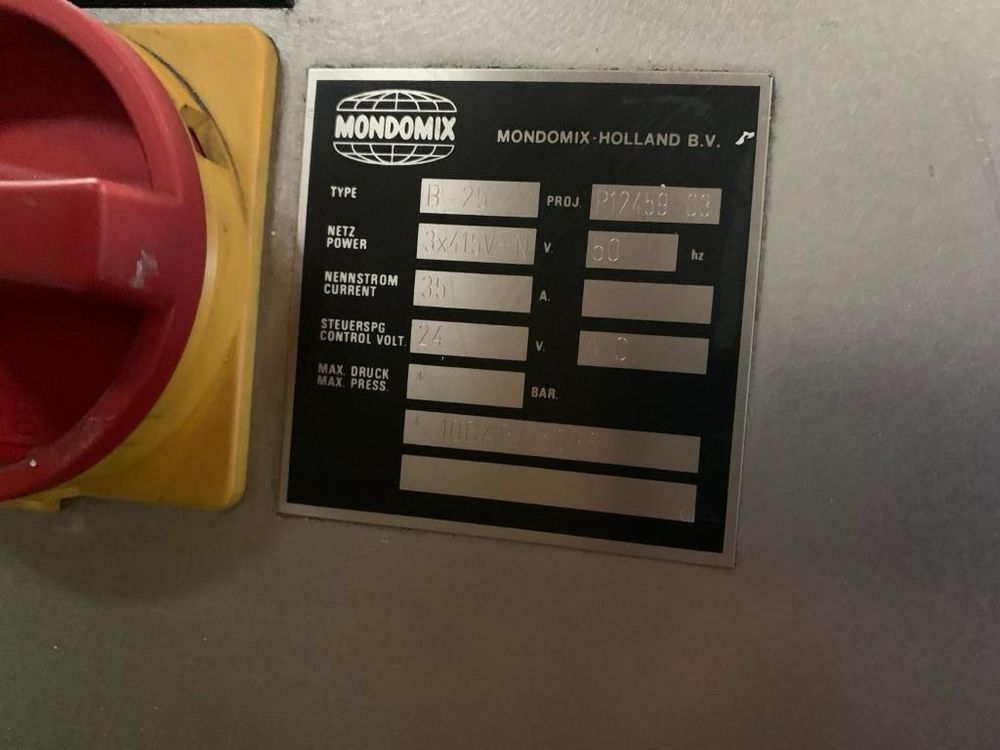 MONDOMIX
MONDOMIX-HOLLAND B.V.
TYPE B-25 PROJ. P12459 03
NETZ
POWER 3x415V+N V. 50 hz
NENNSTROM
CURRENT 35 A.
STEUERSPG
CONTROL VOLT. 24 V.
MAX. DRUCK
MAX. PRESS. * BAR.
*